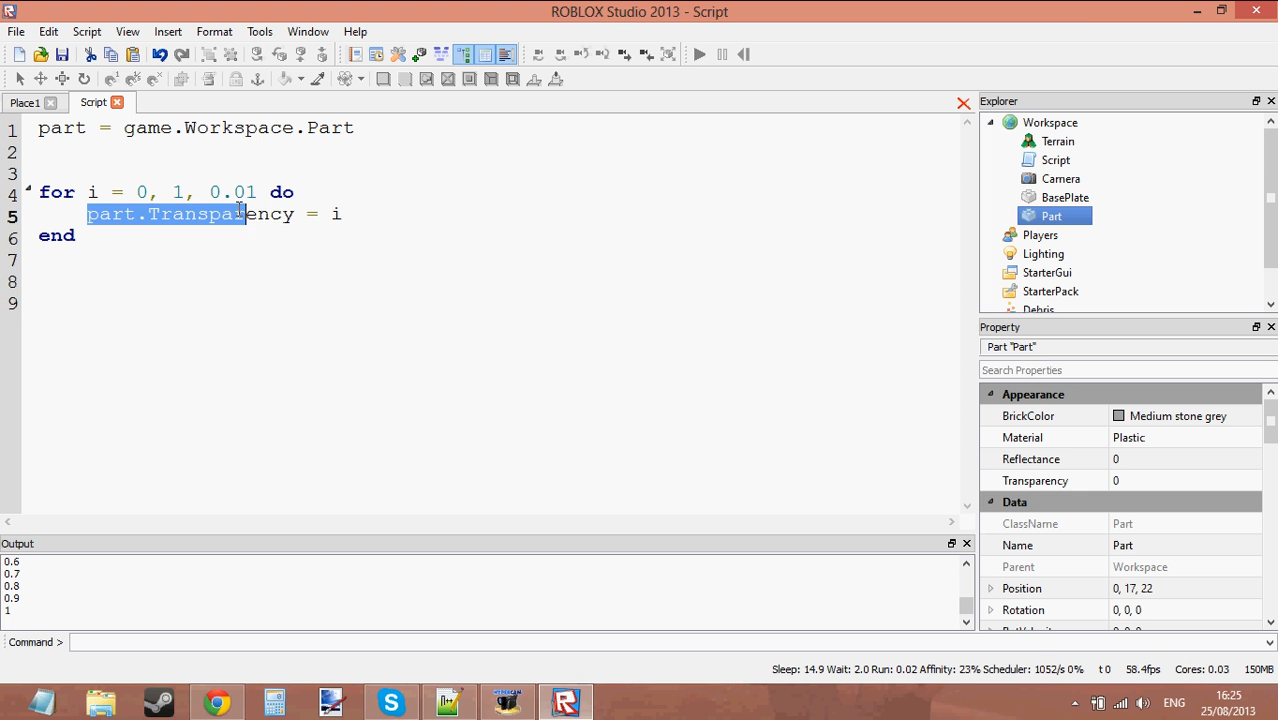 ROBLOX Studio 2013 - Script
File Edit Script View Insert Format Tools Window Help
Place1 Script
1 part = game.Workspace.Part
2
3
4 for i = 0, 1, 0.01 do
5 part.Transparency = i
6 end
7
8
9
Explorer
Workspace
Terrain
Script
Camera
BasePlate
Part
Players
Lighting
StarterGui
StarterPack
Debris
Property
Part "Part"
Search Properties
Appearance
BrickColor Medium stone grey
Material Plastic
Reflectance 0
Transparency 0
Data
ClassName Part
Name Part
Parent Workspace
Position 0, 17, 22
Rotation 0, 0, 0
RotVelocity 0, 0, 0
Output
0.6
0.7
0.8
0.9
1
Command >
Sleep: 14.9 Wait: 2.0 Run: 0.02 Affinity: 23% Scheduler: 1052/s 0% t 0 58.4fps Cores: 0.03 150MB
ENG
16:25
25/08/2013